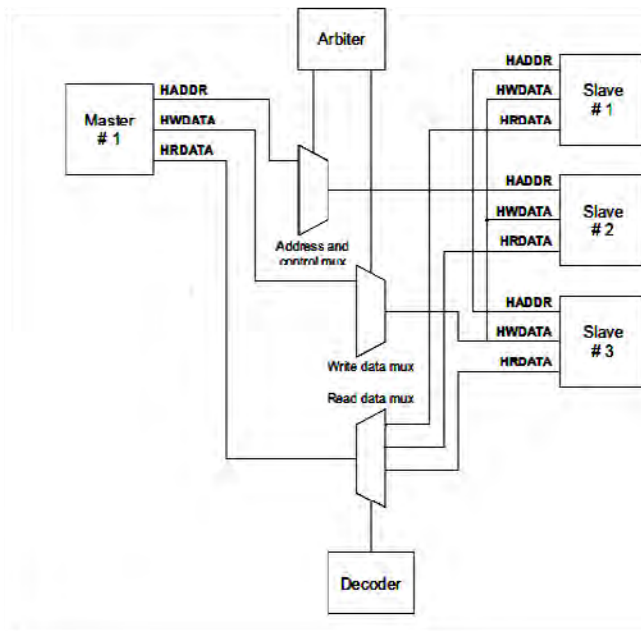 Arbiter
HADDR
HWDATA
HRDATA
Master
# 1
HADDR
HWDATA
HRDATA
Slave
# 1
HADDR
HWDATA
HRDATA
Slave
# 2
Address and
control mux
HADDR
HWDATA
HRDATA
Slave
# 3
Write data mux
Read data mux
Decoder